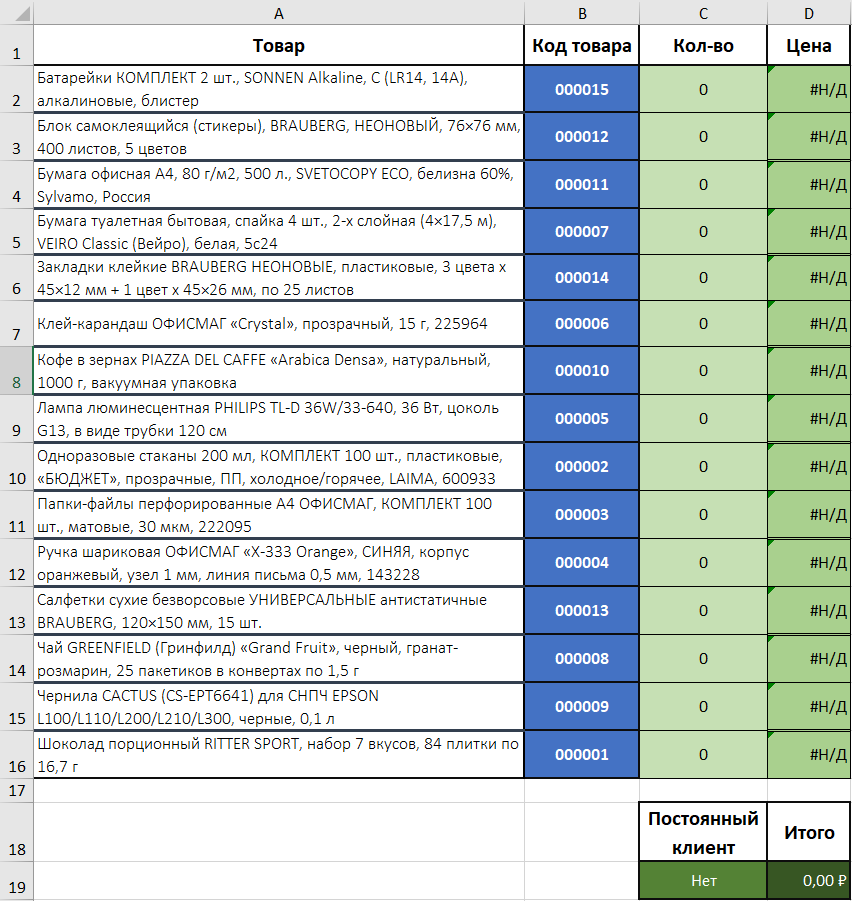 A B C D
1 Товар Код товара Кол-во Цена
2 Батарейки КОМПЛЕКТ 2 шт., SONNEN Alkaline, C (LR14, 14A), 000015 0 #Н/Д
алкалиновые, блистер
3 Блок самоклеящийся (стикеры), BRAUBERG, НЕОНОВЫЙ, 76×76 мм, 000012 0 #Н/Д
400 листов, 5 цветов
4 Бумага офисная А4, 80 г/м2, 500 л., SVETOCOPY ECO, белизна 60%, 000011 0 #Н/Д
Sylvamo, Россия
5 Бумага туалетная бытовая, спайка 4 шт., 2-х слойная (4×17,5 м), 000007 0 #Н/Д
VEIRO Classic (Вейро), белая, 5с24
6 Закладки клейкие BRAUBERG НЕОНОВЫЕ, пластиковые, 3 цвета х 000014 0 #Н/Д
45×12 мм + 1 цвет х 45×26 мм, по 25 листов
7 Клей-карандаш ОФИСМАГ «Crystal», прозрачный, 15 г, 225964 000006 0 #Н/Д
8 Кофе в зернах PIAZZA DEL CAFFE «Arabica Densa», натуральный, 000010 0 #Н/Д
1000 г, вакуумная упаковка
9 Лампа люминесцентная PHILIPS TL-D 36W/33-640, 36 Вт, цоколь 000005 0 #Н/Д
G13, в виде трубки 120 см
10 Одноразовые стаканы 200 мл, КОМПЛЕКТ 100 шт., пластиковые, 000002 0 #Н/Д
«БЮДЖЕТ», прозрачные, ПП, холодное/горячее, LAIMA, 600933
11 Папки-файлы перфорированные А4 ОФИСМАГ, КОМПЛЕКТ 100 000003 0 #Н/Д
шт., матовые, 30 мкм, 222095
12 Ручка шариковая ОФИСМАГ «X-333 Orange», СИНЯЯ, корпус 000004 0 #Н/Д
оранжевый, узел 1 мм, линия письма 0,5 мм, 143228
13 Салфетки сухие безворсовые УНИВЕРСАЛЬНЫЕ антистатичные 000013 0 #Н/Д
BRAUBERG, 120×150 мм, 15 шт.
14 Чай GREENFIELD (Гринфилд) «Grand Fruit», черный, гранат- 000008 0 #Н/Д
розмарин, 25 пакетиков в конвертах по 1,5 г
15 Чернила CACTUS (CS-EPT6641) для СНПЧ EPSON 000009 0 #Н/Д
L100/L110/L200/L210/L300, черные, 0,1 л
16 Шоколад порционный RITTER SPORT, набор 7 вкусов, 84 плитки по 000001 0 #Н/Д
16,7 г
17
18 Постоянный клиент Итого
19 Нет 0,00 ₽